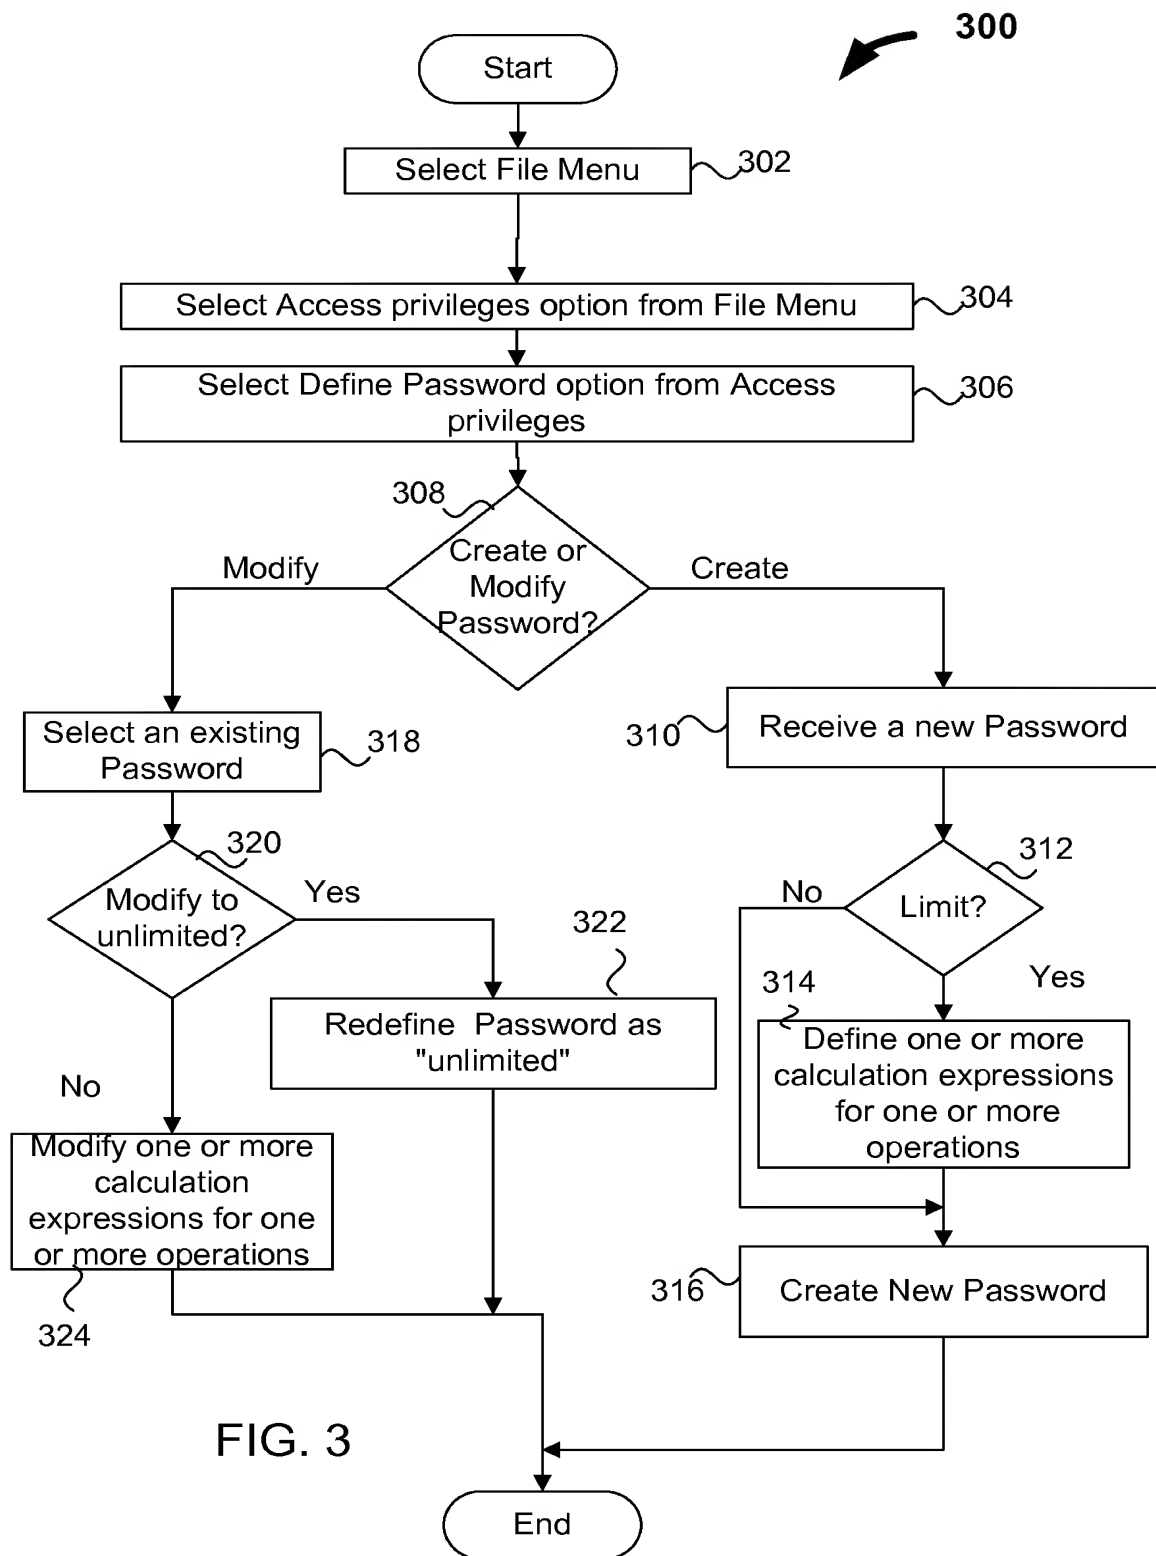 300
Start
Select File Menu
302
Select Access privileges option from File Menu
304
Select Define Password option from Access
privileges
306
308
Create or
Modify
Password?
Modify
Create
Select an existing
Password
318
310
Receive a new Password
320
Modify to
unlimited?
Yes
312
Limit?
No
Yes
322
Redefine Password as
"unlimited"
314
Define one or more
calculation expressions
for one or more
operations
No
Modify one or more
calculation
expressions for one
or more operations
324
316
Create New Password
FIG. 3
End